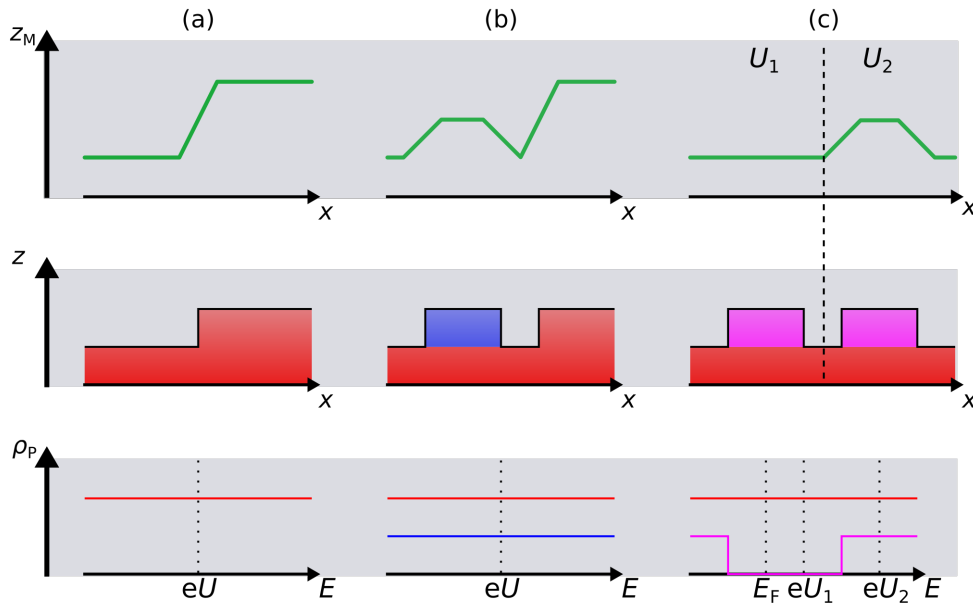 (a) (b) (c)
z_M U_1 U_2
x x x
z
x x x
ρ_P
eU E eU E E_F eU_1 eU_2 E